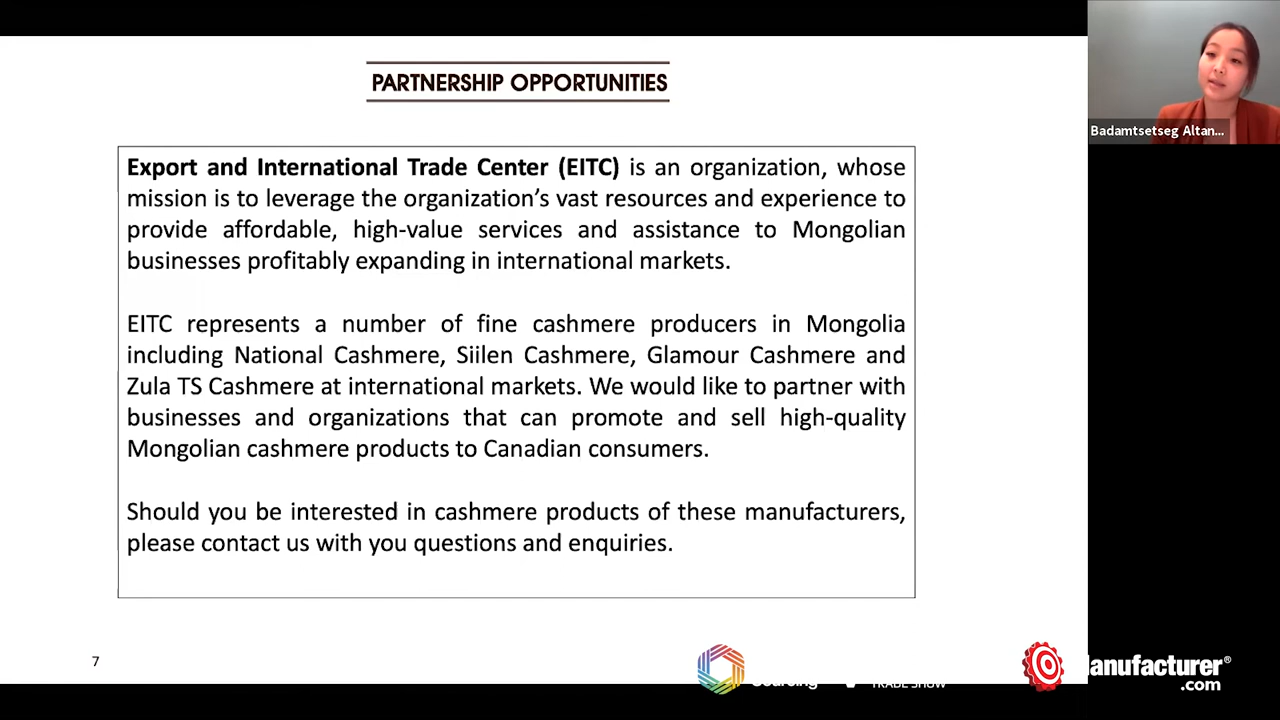 PARTNERSHIP OPPORTUNITIES
Badamtsetseg Altan...
Export and International Trade Center (EITC) is an organization, whose
mission is to leverage the organization's vast resources and experience to
provide affordable, high-value services and assistance to Mongolian
businesses profitably expanding in international markets.
EITC represents a number of fine cashmere producers in Mongolia
including National Cashmere, Siilen Cashmere, Glamour Cashmere and
Zula TS Cashmere at international markets. We would like to partner with
businesses and organizations that can promote and sell high-quality
Mongolian cashmere products to Canadian consumers.
Should you be interested in cashmere products of these manufacturers,
please contact us with you questions and enquiries.
7
Sourcing
TRADE SHOW
anufacturer®
.com